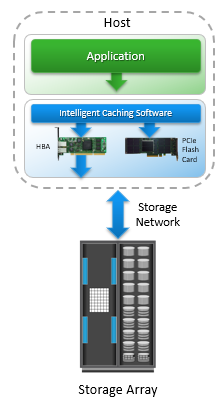 Host
Application
Intelligent Caching Software
HBA
PCIe
Flash
Card
Storage
Network
Storage Array